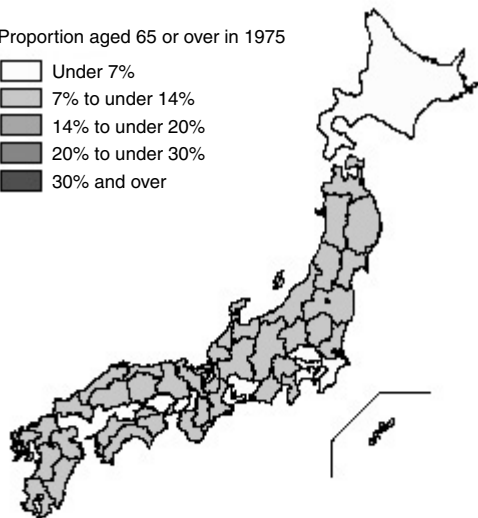 Proportion aged 65 or over in 1975
Under 7%
7% to under 14%
14% to under 20%
20% to under 30%
30% and over